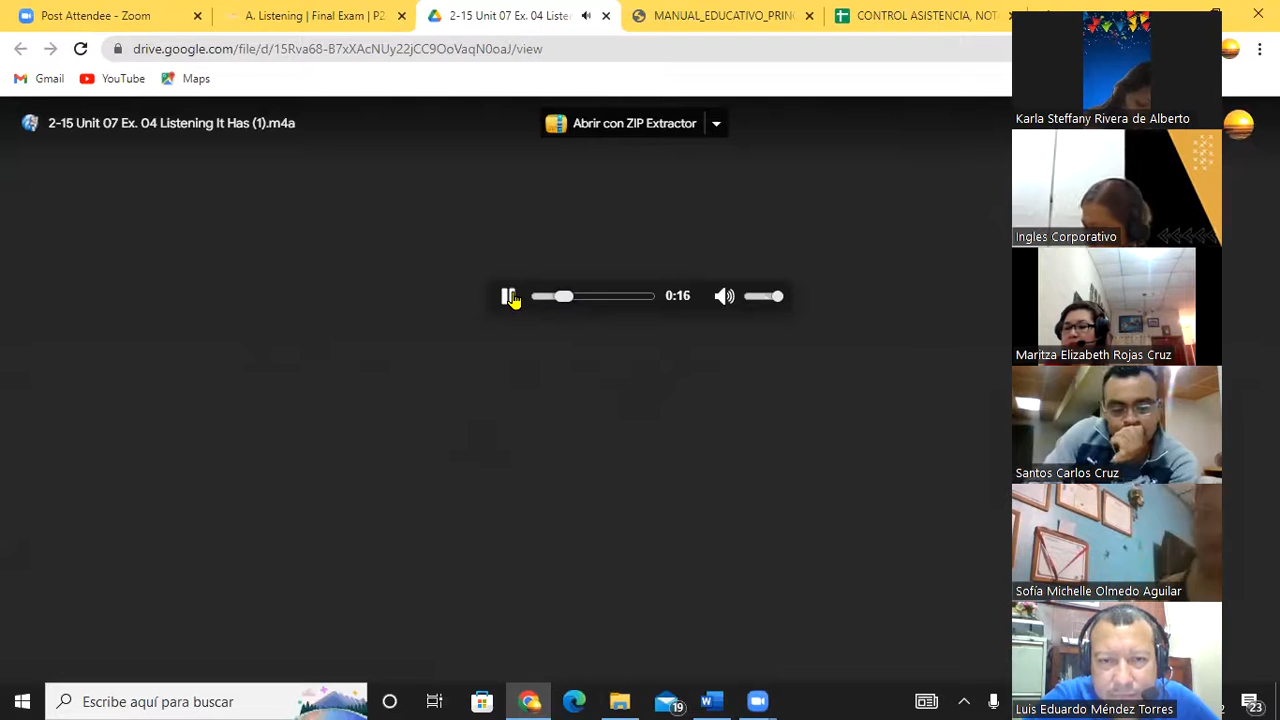 Post Attendee - Zoom
A. Listening | Final Exam | P2
2-15 Unit 07 Ex. 04 Liste
MANUAL_EDUCATIVO_PRINC
CONTROL ASISTENCIA, NOT
drive.google.com/file/d/15Rva68-B7xXAcNUy22jCC9OoVaqN0oaJ/view
Gmail
YouTube
Maps
2-15 Unit 07 Ex. 04 Listening It Has (1).m4a
Abrir con ZIP Extractor
0:16
Karla Steffany Rivera de Alberto
Ingles Corporativo
Maritza Elizabeth Rojas Cruz
Santos Carlos Cruz
Sofía Michelle Olmedo Aguilar
Luis Eduardo Méndez Torres
Escribe aquí para buscar
19
23